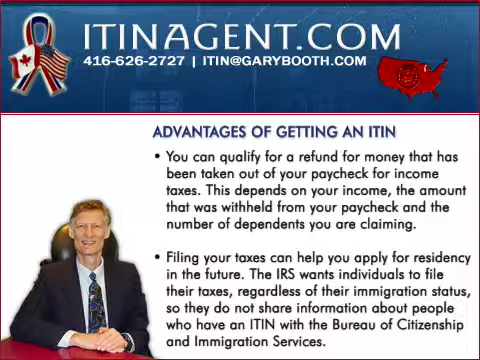 ITINAGENT.COM
416-626-2727 | ITIN@GARYBOOTH.COM
ADVANTAGES OF GETTING AN ITIN
• You can qualify for a refund for money that has
been taken out of your paycheck for income
taxes. This depends on your income, the amount
that was withheld from your paycheck and the
number of dependents you are claiming.
• Filing your taxes can help you apply for residency
in the future. The IRS wants individuals to file
their taxes, regardless of their immigration status,
so they do not share information about people
who have an ITIN with the Bureau of Citizenship
and Immigration Services.